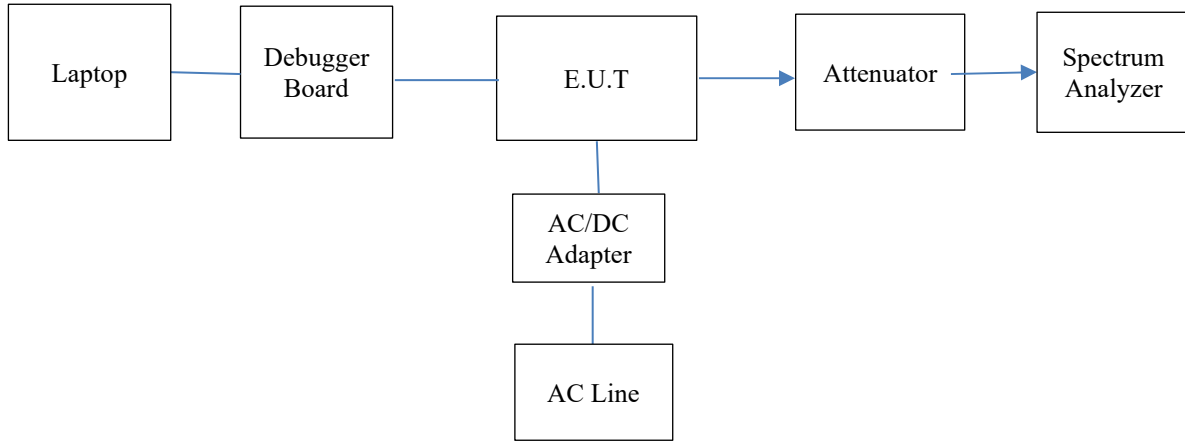 Laptop
Debugger
Board
E.U.T
Attenuator
Spectrum
Analyzer
AC/DC
Adapter
AC Line